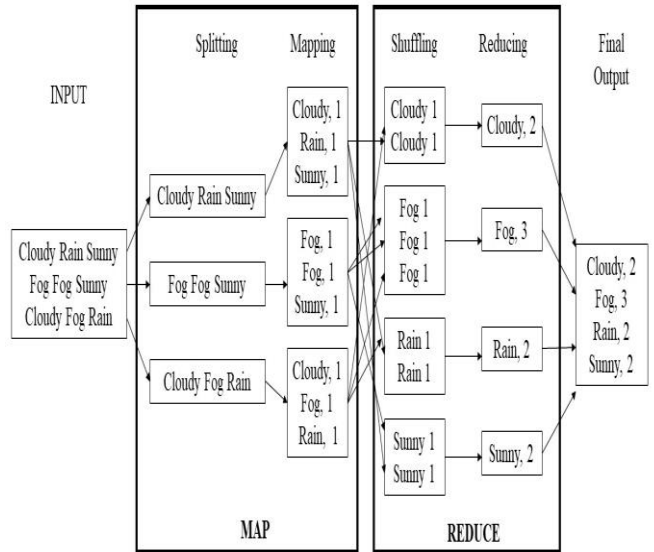 INPUT
Cloudy Rain Sunny
Fog Fog Sunny
Cloudy Fog Rain
Splitting
Cloudy Rain Sunny
Fog Fog Sunny
Cloudy Fog Rain
Mapping
Cloudy, 1
Rain, 1
Sunny, 1
Fog, 1
Fog, 1
Sunny, 1
Cloudy, 1
Fog, 1
Rain, 1
MAP
Shuffling
Cloudy 1
Cloudy 1
Fog 1
Fog 1
Fog 1
Rain 1
Rain 1
Sunny 1
Sunny 1
Reducing
Cloudy, 2
Fog, 3
Rain, 2
Sunny, 2
REDUCE
Final
Output
Cloudy, 2
Fog, 3
Rain, 2
Sunny, 2